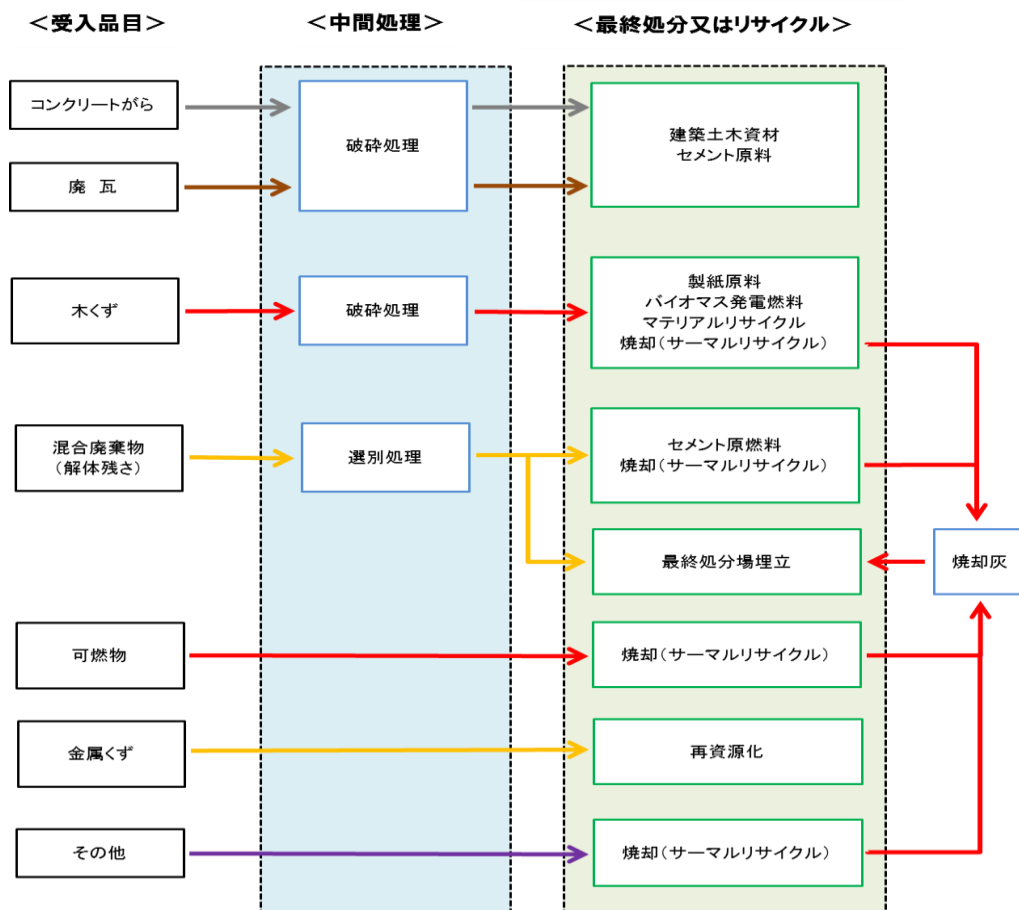 ＜受入品目＞
＜中間処理＞
＜最終処分又はリサイクル＞
コンクリートがら
廃　瓦
破砕処理
建築土木資材
セメント原料
木くず
破砕処理
製紙原料
バイオマス発電燃料
マテリアルリサイクル
焼却（サーマルリサイクル）
混合廃棄物
（解体残さ）
選別処理
セメント原燃料
焼却（サーマルリサイクル）
最終処分場埋立
焼却灰
可燃物
焼却（サーマルリサイクル）
金属くず
再資源化
その他
焼却（サーマルリサイクル）